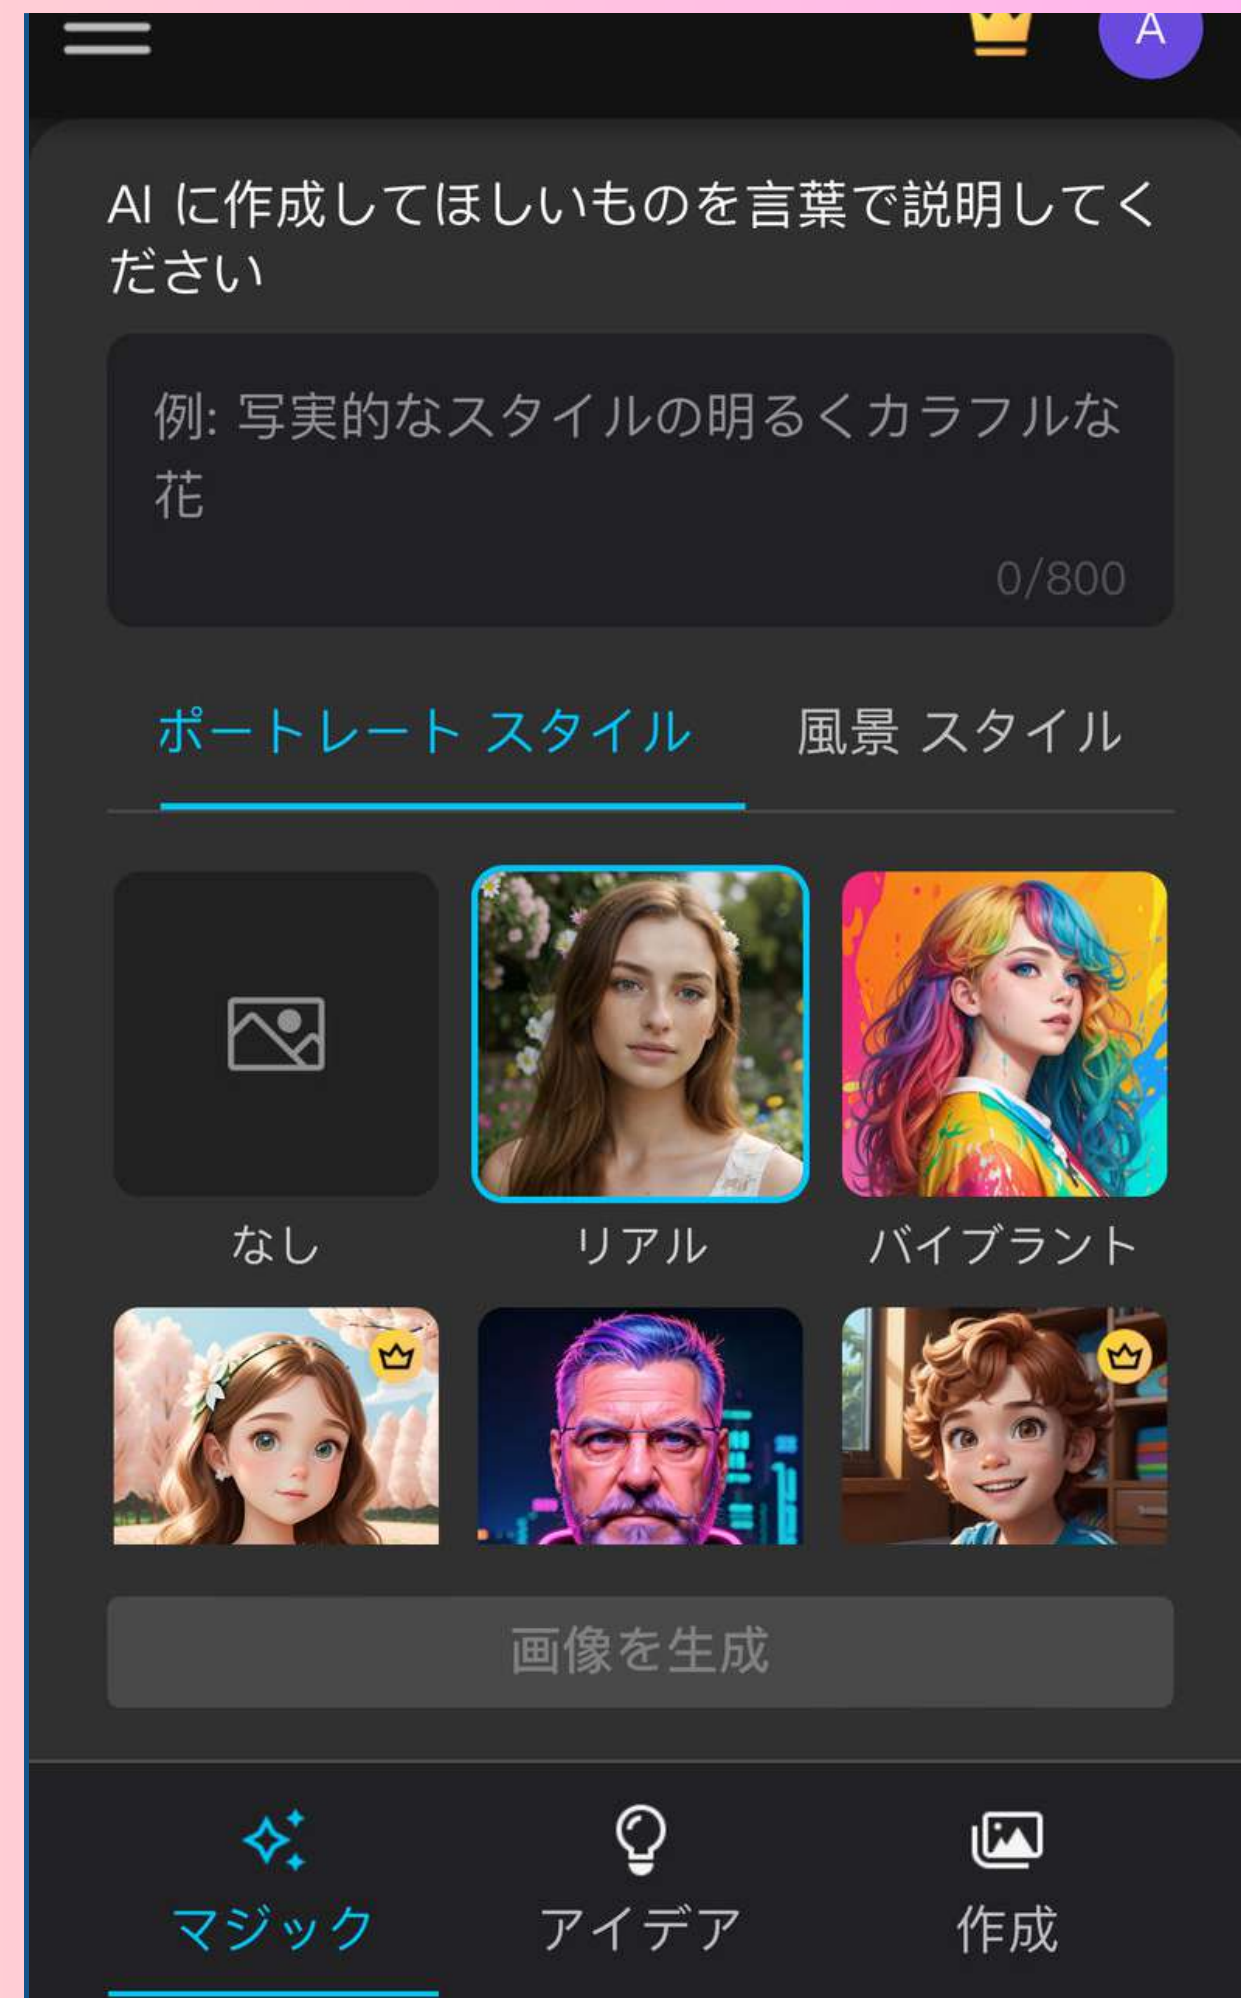 A
AI に作成してほしいものを言葉で説明してく
ださい
例: 写実的なスタイルの明るくカラフルな
花
0/800
ポートレート スタイル
風景 スタイル
なし
リアル
バイブラント
画像を生成
マジック
アイデア
作成